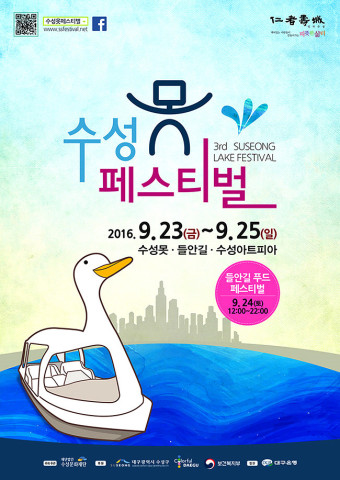 수성못페스티벌
www.ssfestival.net
仁者壽城
수성못
3rd SUSEONG
LAKE FESTIVAL
페스티벌
2016. 9.23(금)~9.25(일)
수성못 · 들안길 · 수성아트피아
들안길 푸드
페스티벌
9. 24(토)
12:00~22:00
수성문화재단 대구광역시 수성구 Colorful DAEGU 보건복지부 대구은행